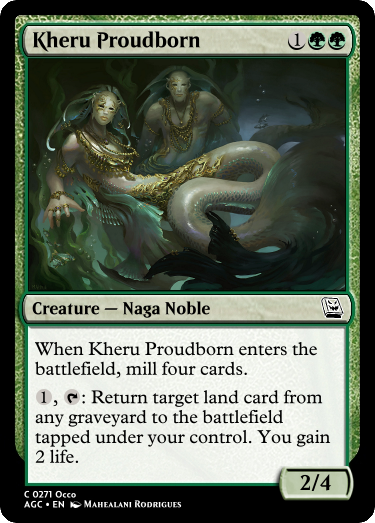 Kheru Proudborn 1
Creature — Naga Noble
When Kheru Proudborn enters the
battlefield, mill four cards.
1, : Return target land card from
any graveyard to the battlefield
tapped under your control. You gain
2 life.
2/4
C 0271 Occo
AGC • EN Mahealani Rodrigues